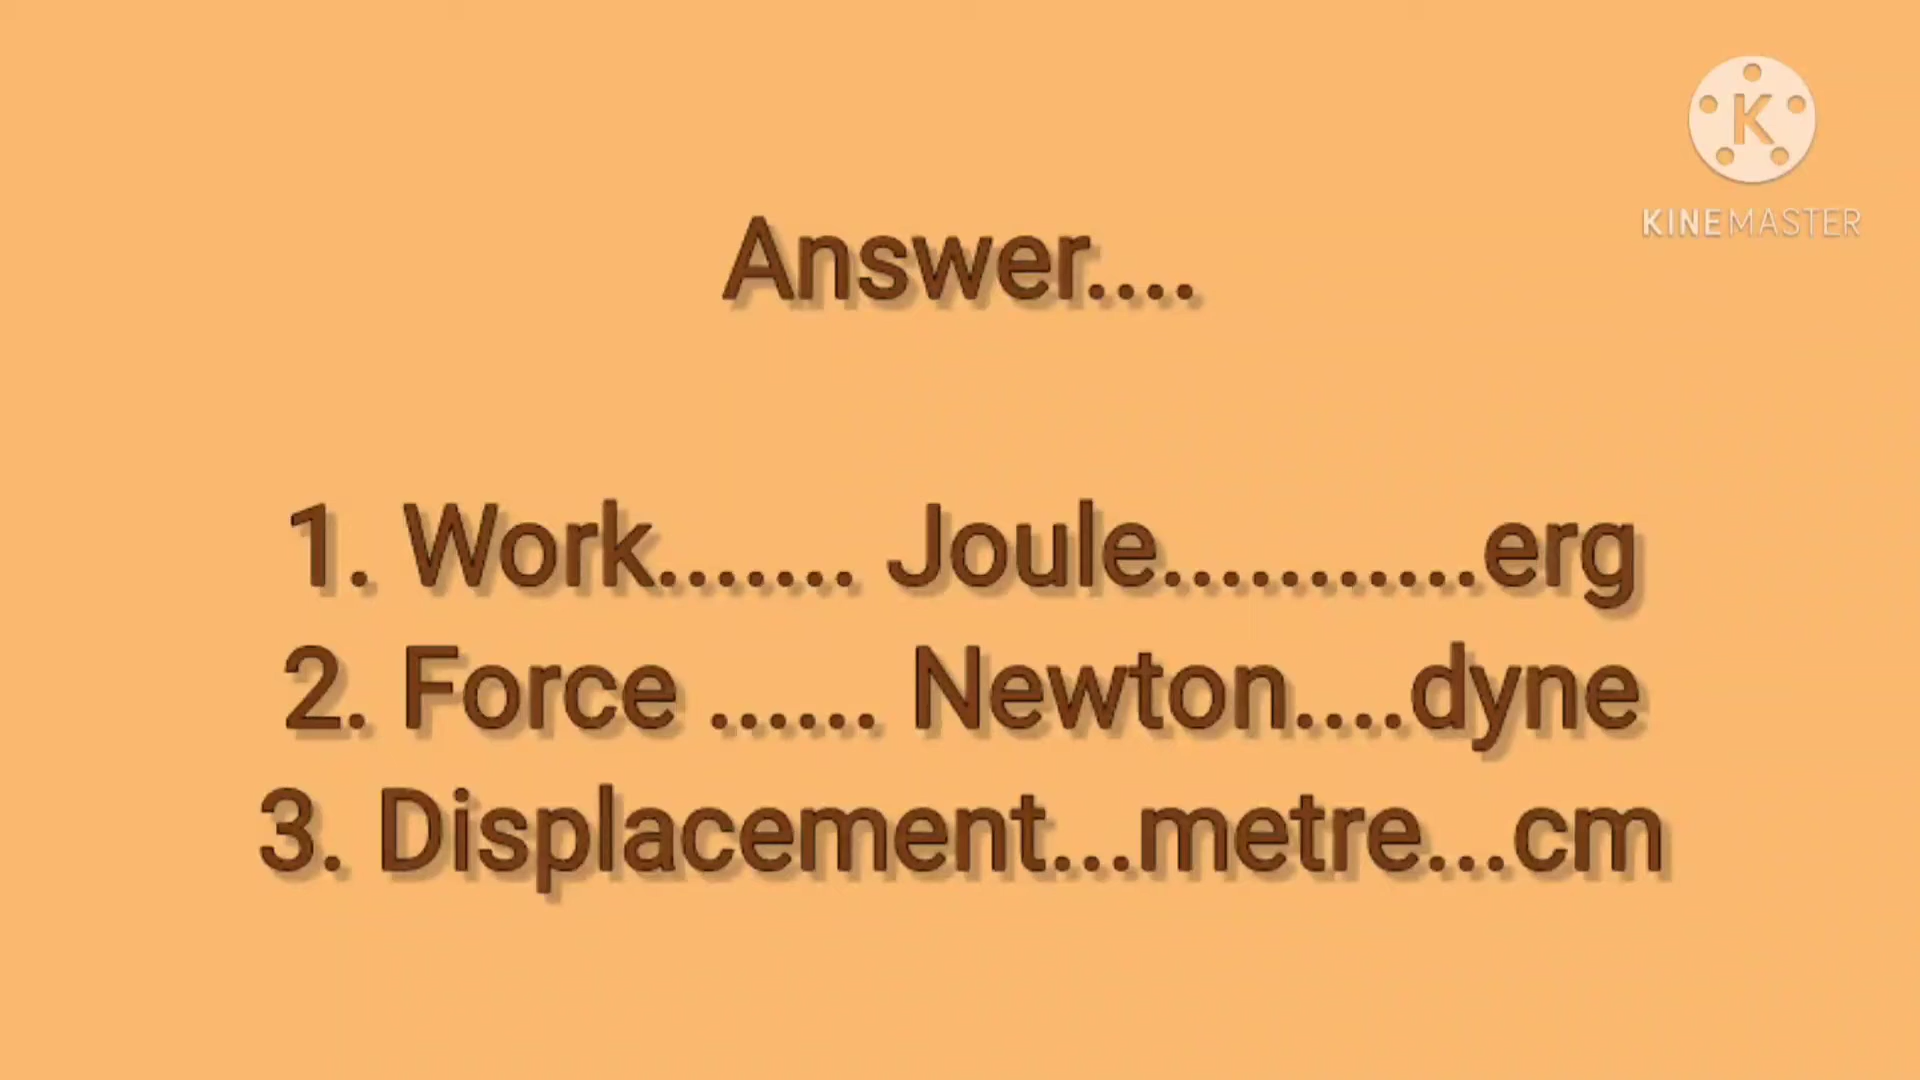 K
KINEMASTER
Answer....
1. Work....... Joule...........erg
2. Force ...... Newton....dyne
3. Displacement...metre...cm